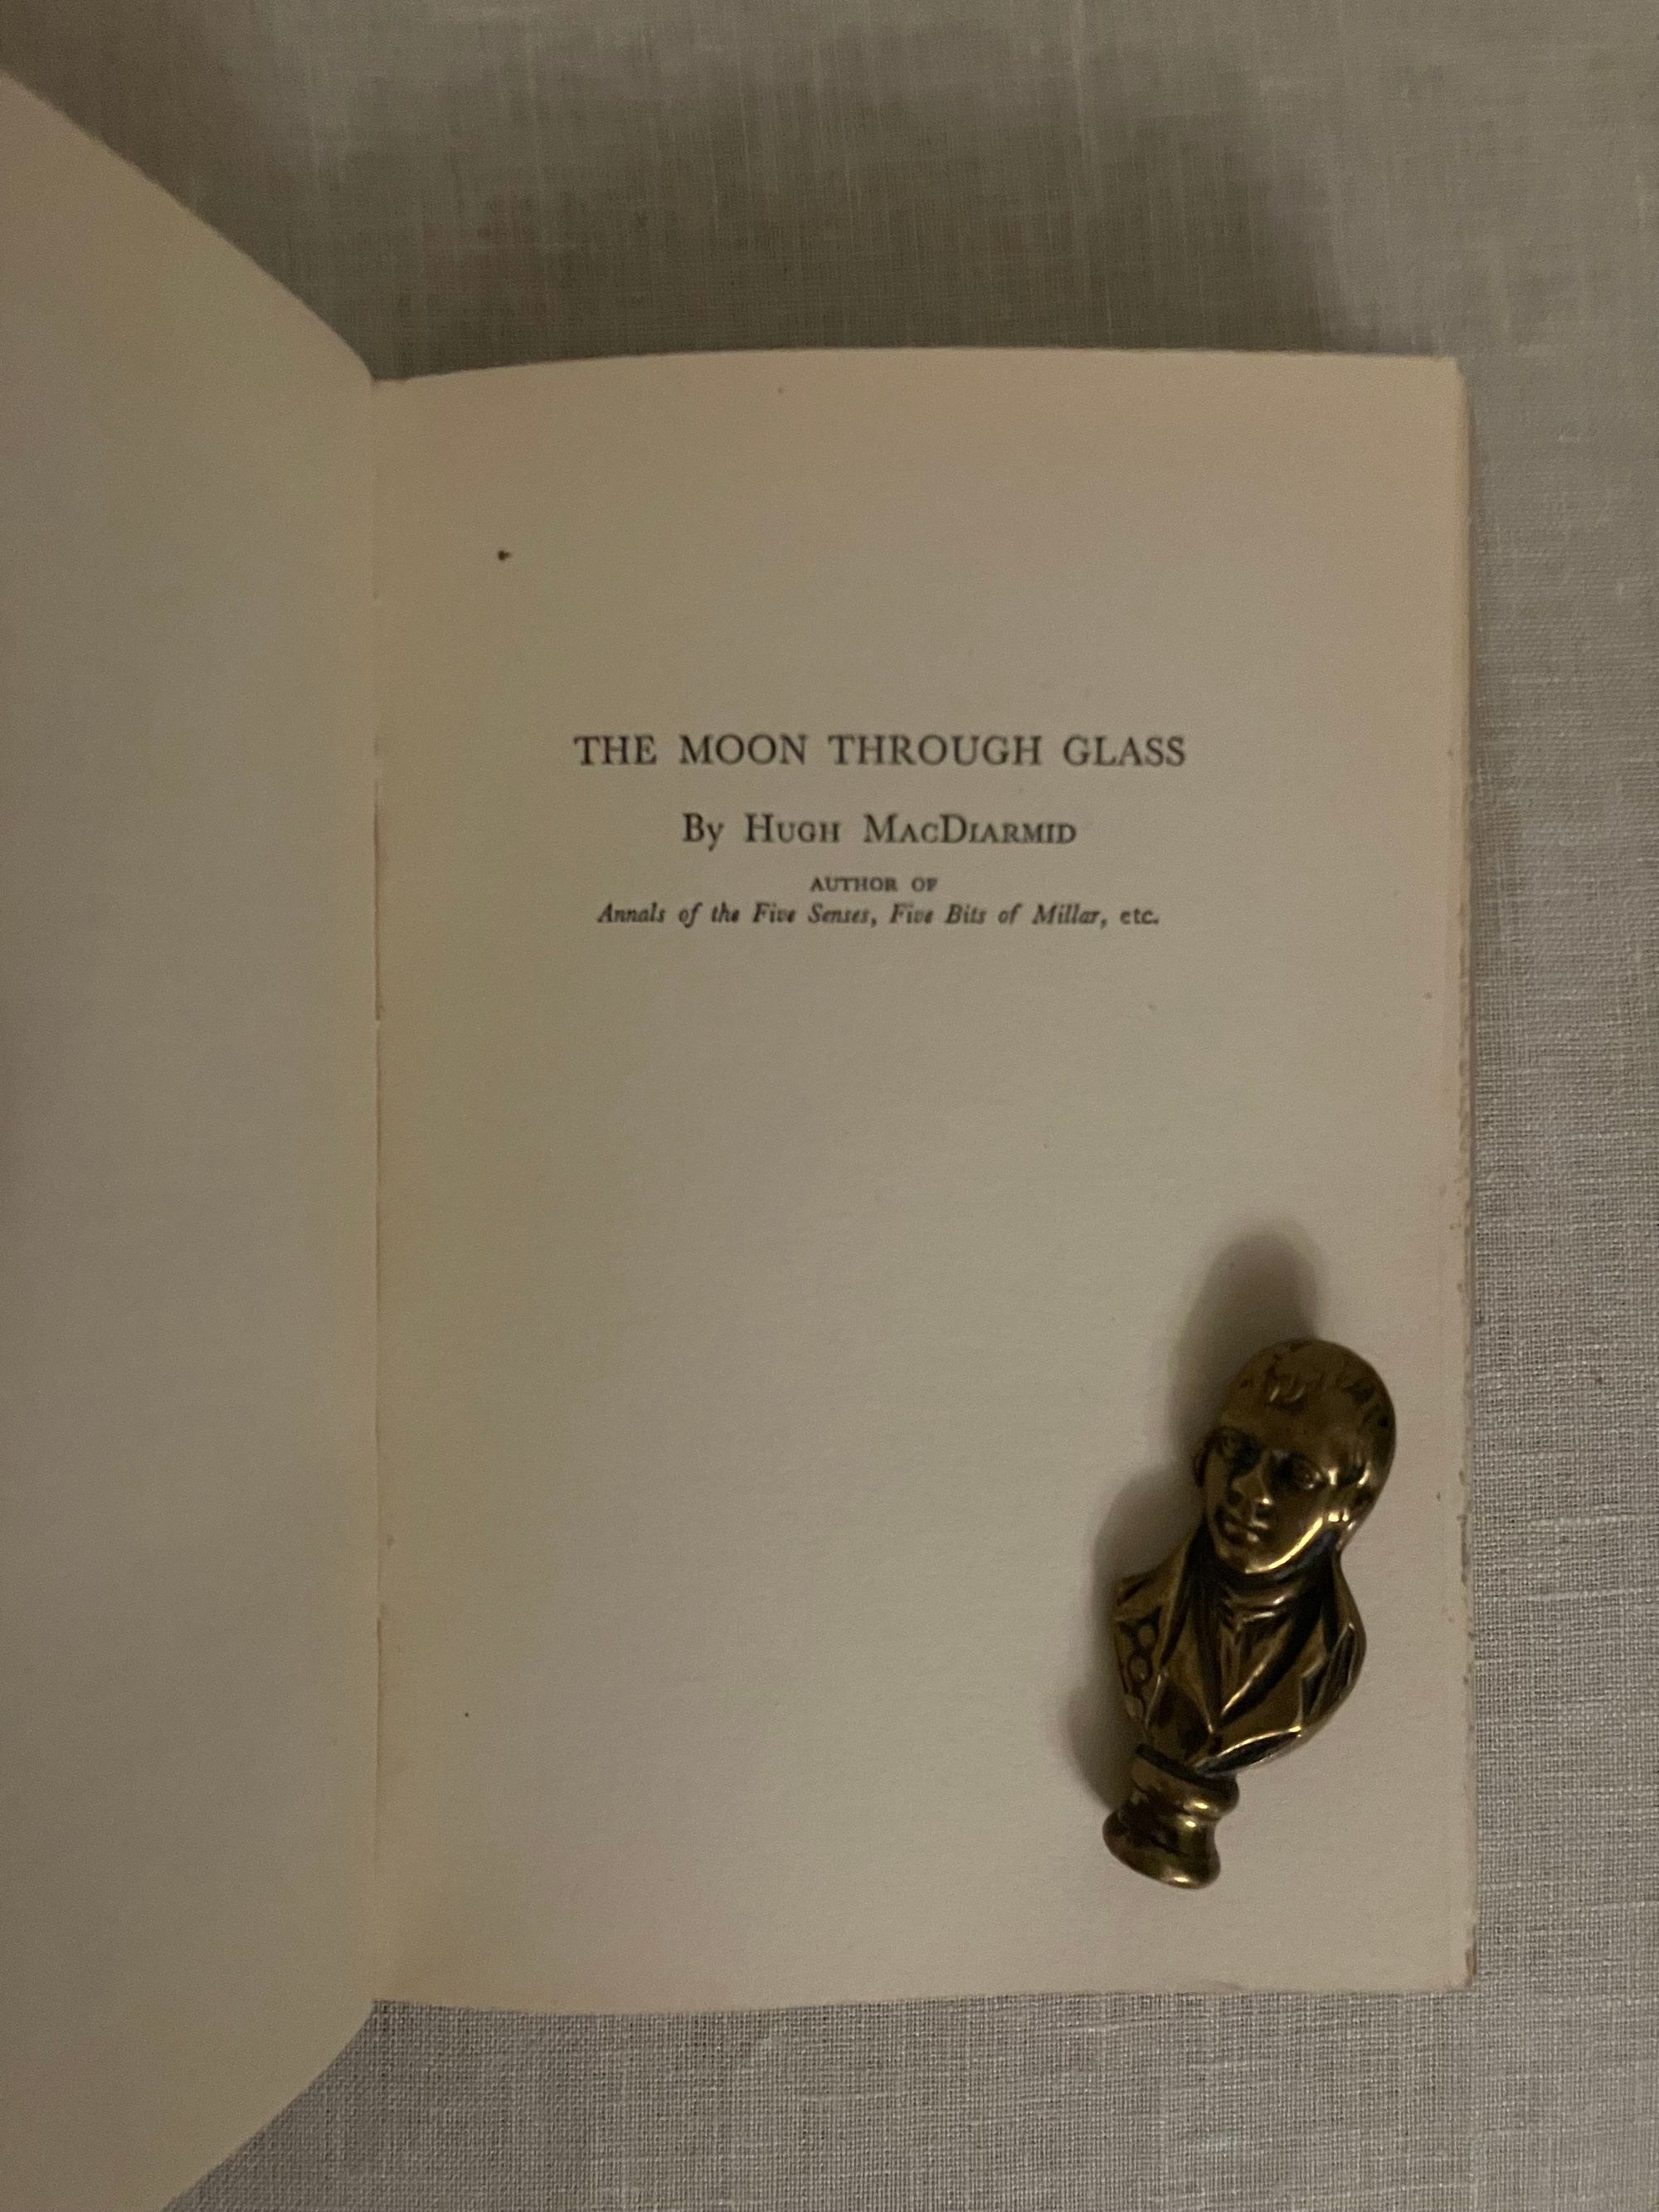 THE MOON THROUGH GLASS
By HUGH MACDIARMID
AUTHOR OF
Annals of the Five Senses, Five Bits of Millar, etc.